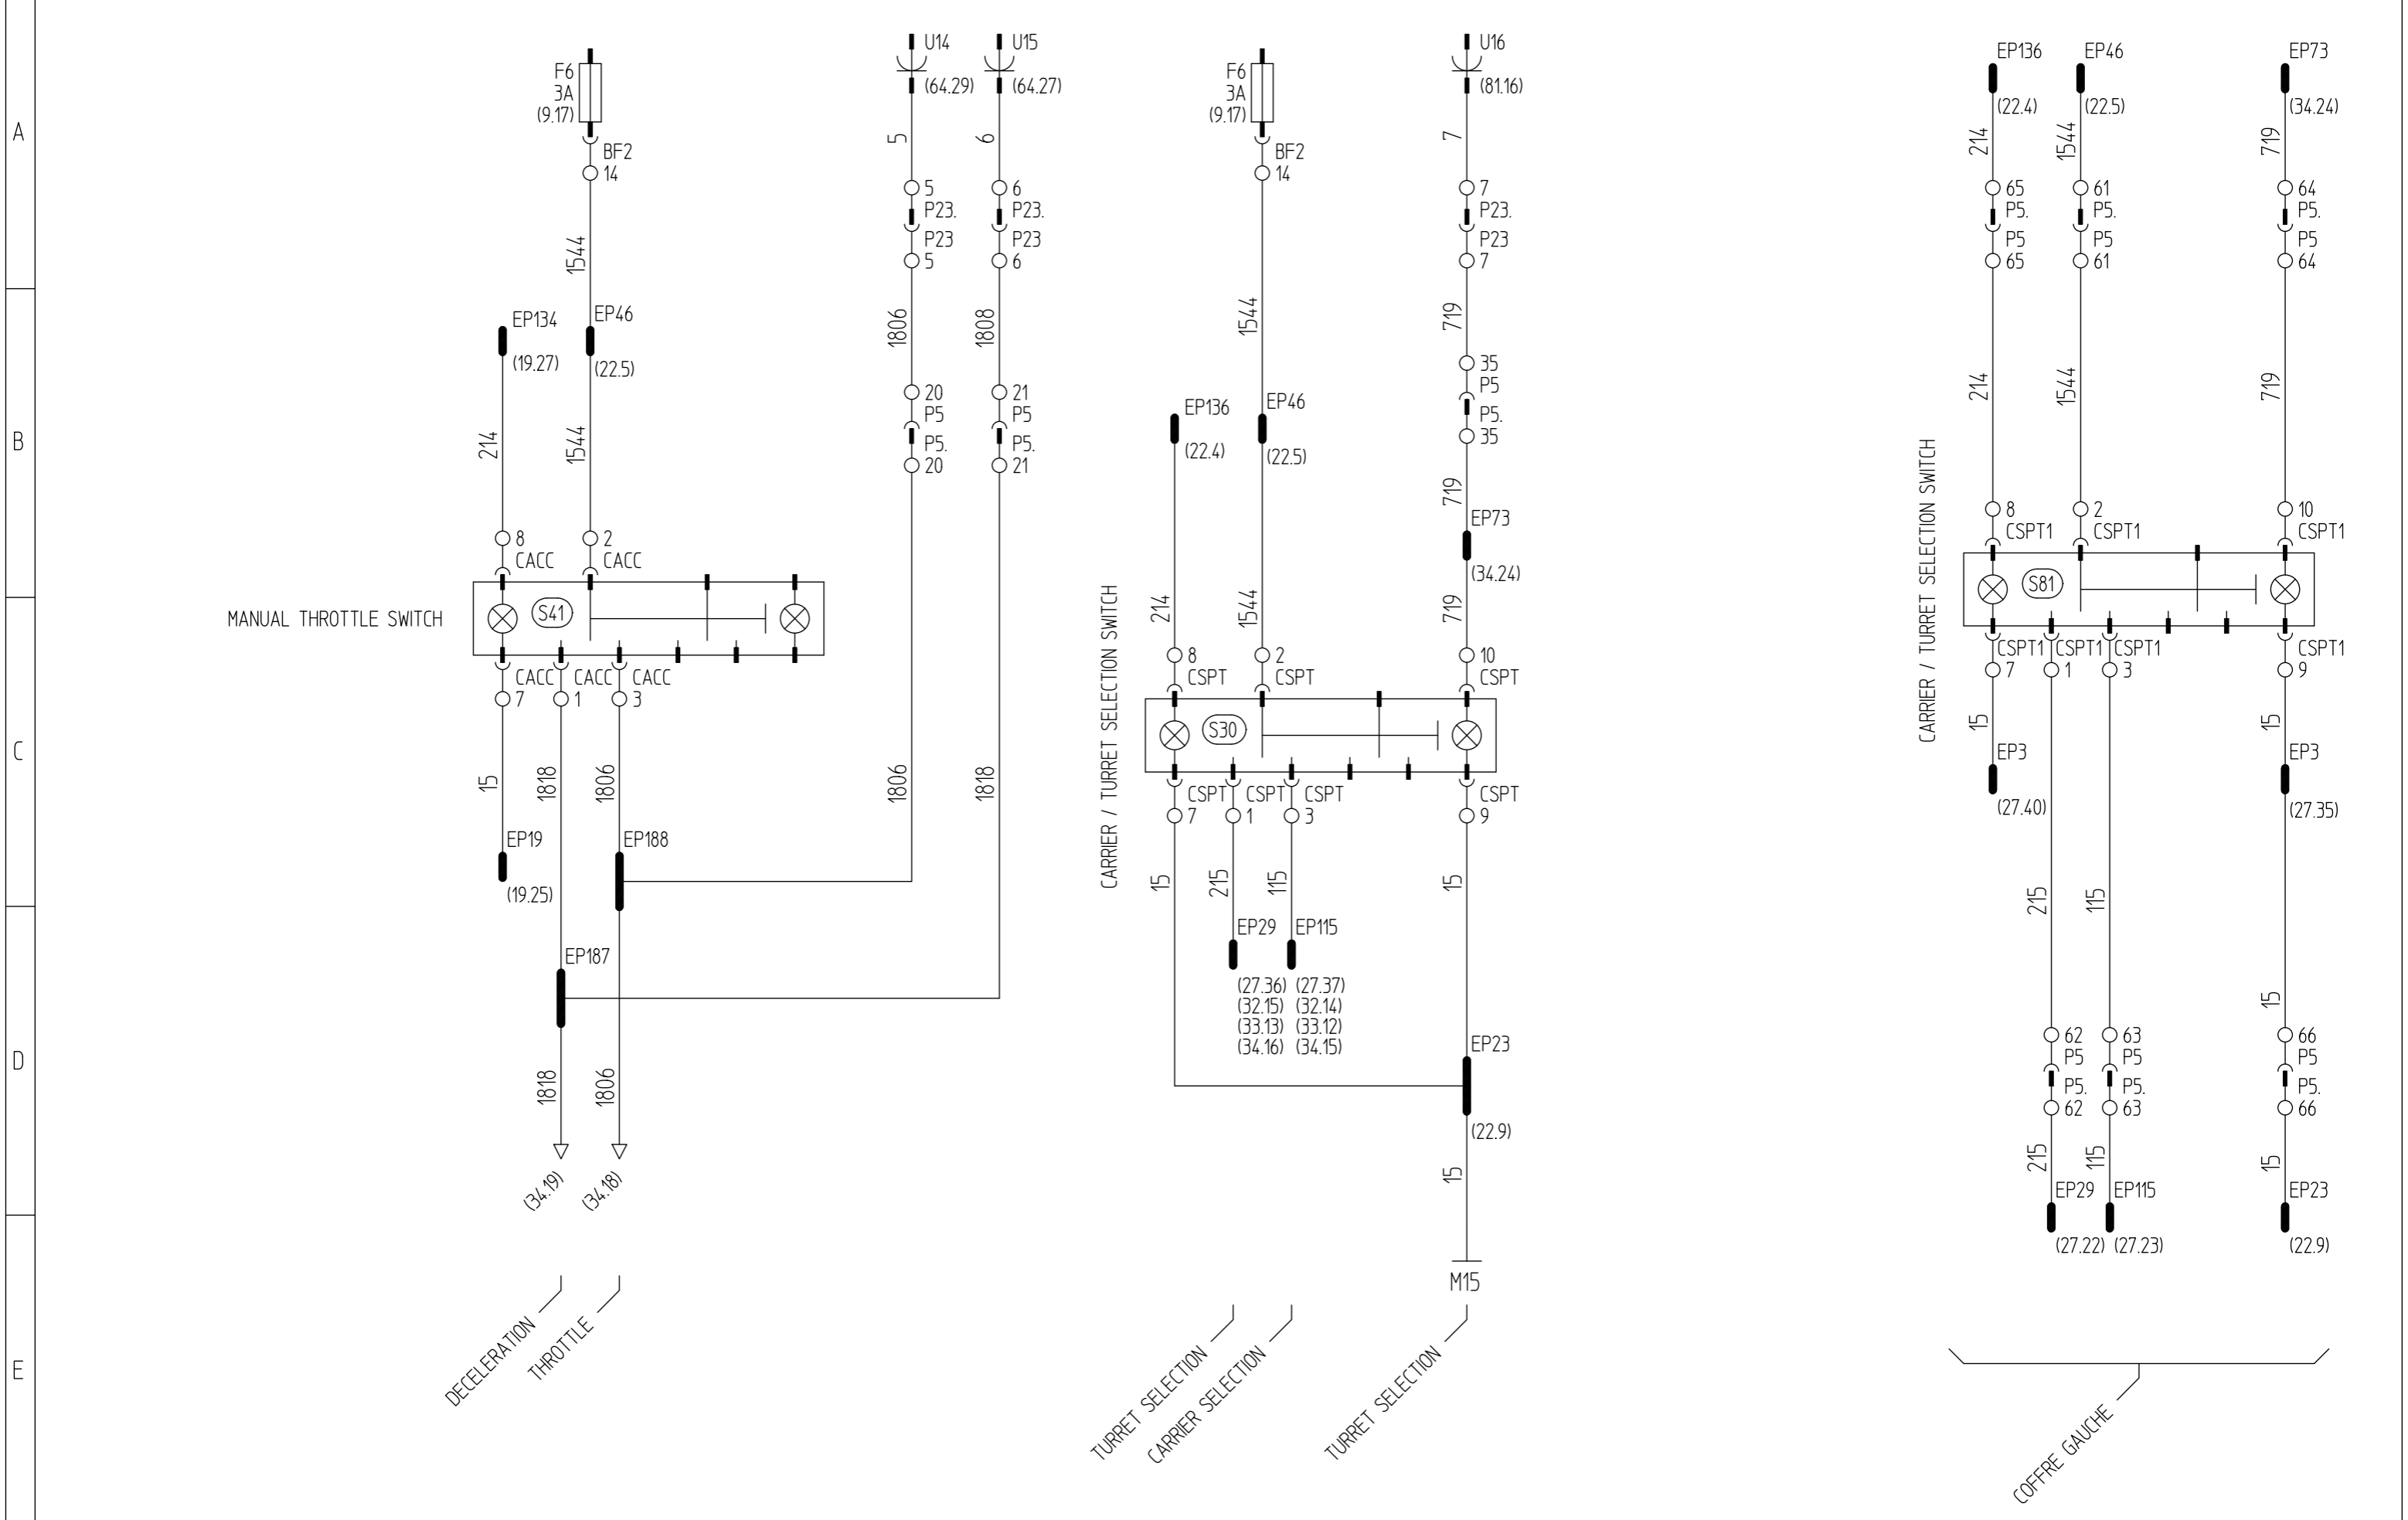 A
B
C
D
E
F6
3A
(9.17)
BF2
14
1544
EP134
(19.27)
EP46
(22.5)
214
1544
8
CACC
2
CACC
MANUAL THROTTLE SWITCH
S41
CACC
7
CACC
1
CACC
3
15
1818
1806
EP19
(19.25)
EP188
EP187
1818
1806
(34.19)
(34.18)
DECELERATION
THROTTLE
U14
(64.29)
5
5
P23.
P23
5
1806
20
P5
P5.
20
1806
U15
(64.27)
6
6
P23.
P23
6
1808
21
P5
P5.
21
1818
F6
3A
(9.17)
BF2
14
1544
EP136
(22.4)
EP46
(22.5)
214
1544
U16
(81.16)
7
7
P23.
P23
7
719
35
P5
P5.
35
719
EP73
(34.24)
719
8
CSPT
2
CSPT
10
CSPT
CARRIER / TURRET SELECTION SWITCH
S30
CSPT
7
CSPT
1
CSPT
3
CSPT
9
15
215
115
15
EP29
(27.36)
(32.15)
(33.13)
(34.16)
EP115
(27.37)
(32.14)
(33.12)
(34.15)
EP23
(22.9)
15
M15
TURRET SELECTION
CARRIER SELECTION
TURRET SELECTION
EP136
(22.4)
214
65
P5.
P5
65
214
EP46
(22.5)
1544
61
P5.
P5
61
1544
EP73
(34.24)
719
64
P5.
P5
64
719
8
CSPT1
2
CSPT1
10
CSPT1
CARRIER / TURRET SELECTION SWITCH
S81
CSPT1
7
CSPT1
1
CSPT1
3
CSPT1
9
15
EP3
(27.40)
15
EP3
(27.35)
215
115
15
62
P5
P5.
62
63
P5
P5.
63
66
P5
P5.
66
215
115
15
EP29
(27.22)
EP115
(27.23)
EP23
(22.9)
COFFRE GAUCHE